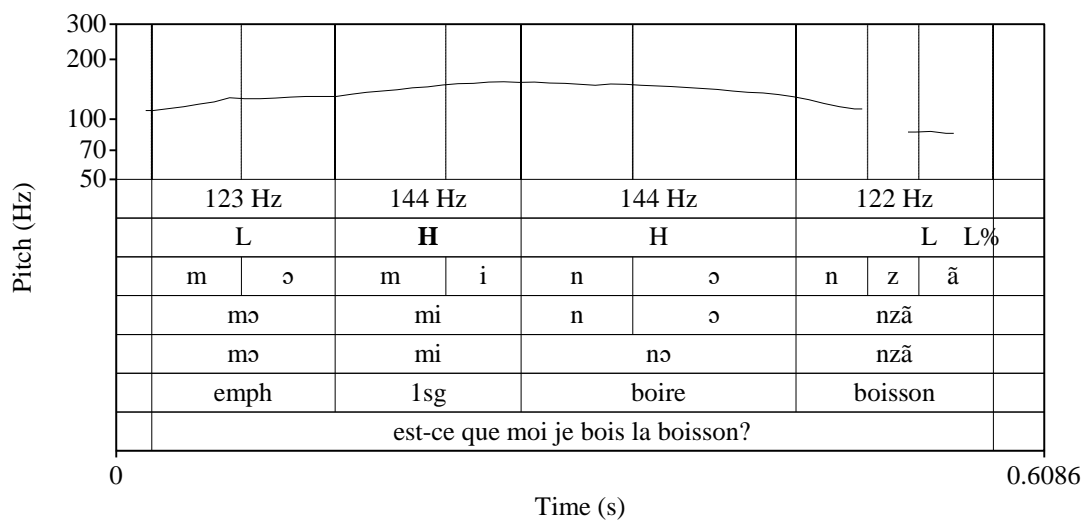 300
200
100
70
50
Pitch (Hz)
123 Hz 144 Hz 144 Hz 122 Hz
L H H L L%
m ɔ m i n ɔ n z ã
mɔ mi n ɔ nzã
mɔ mi nɔ nzã
emph 1sg boire boisson
est-ce que moi je bois la boisson?
0 0.6086
Time (s)